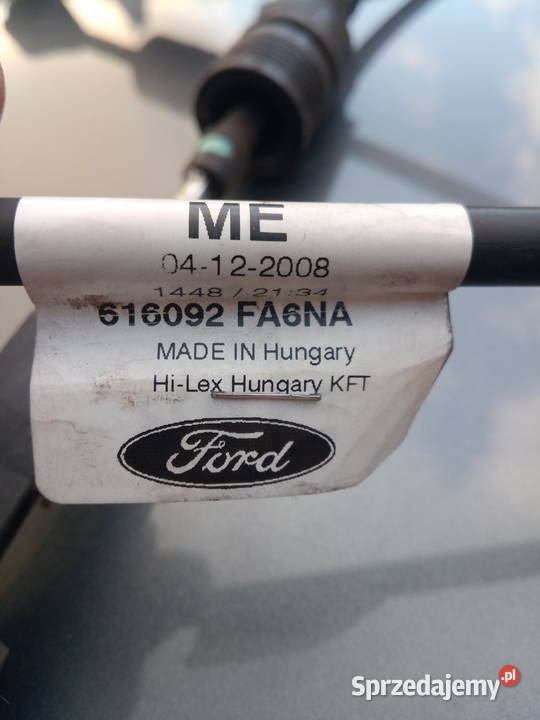 ME
04-12-2008
1448 / 21:34
616092 FA6NA
MADE IN Hungary
Hi-Lex Hungary KFT
Ford
Sprzedajemy.pl